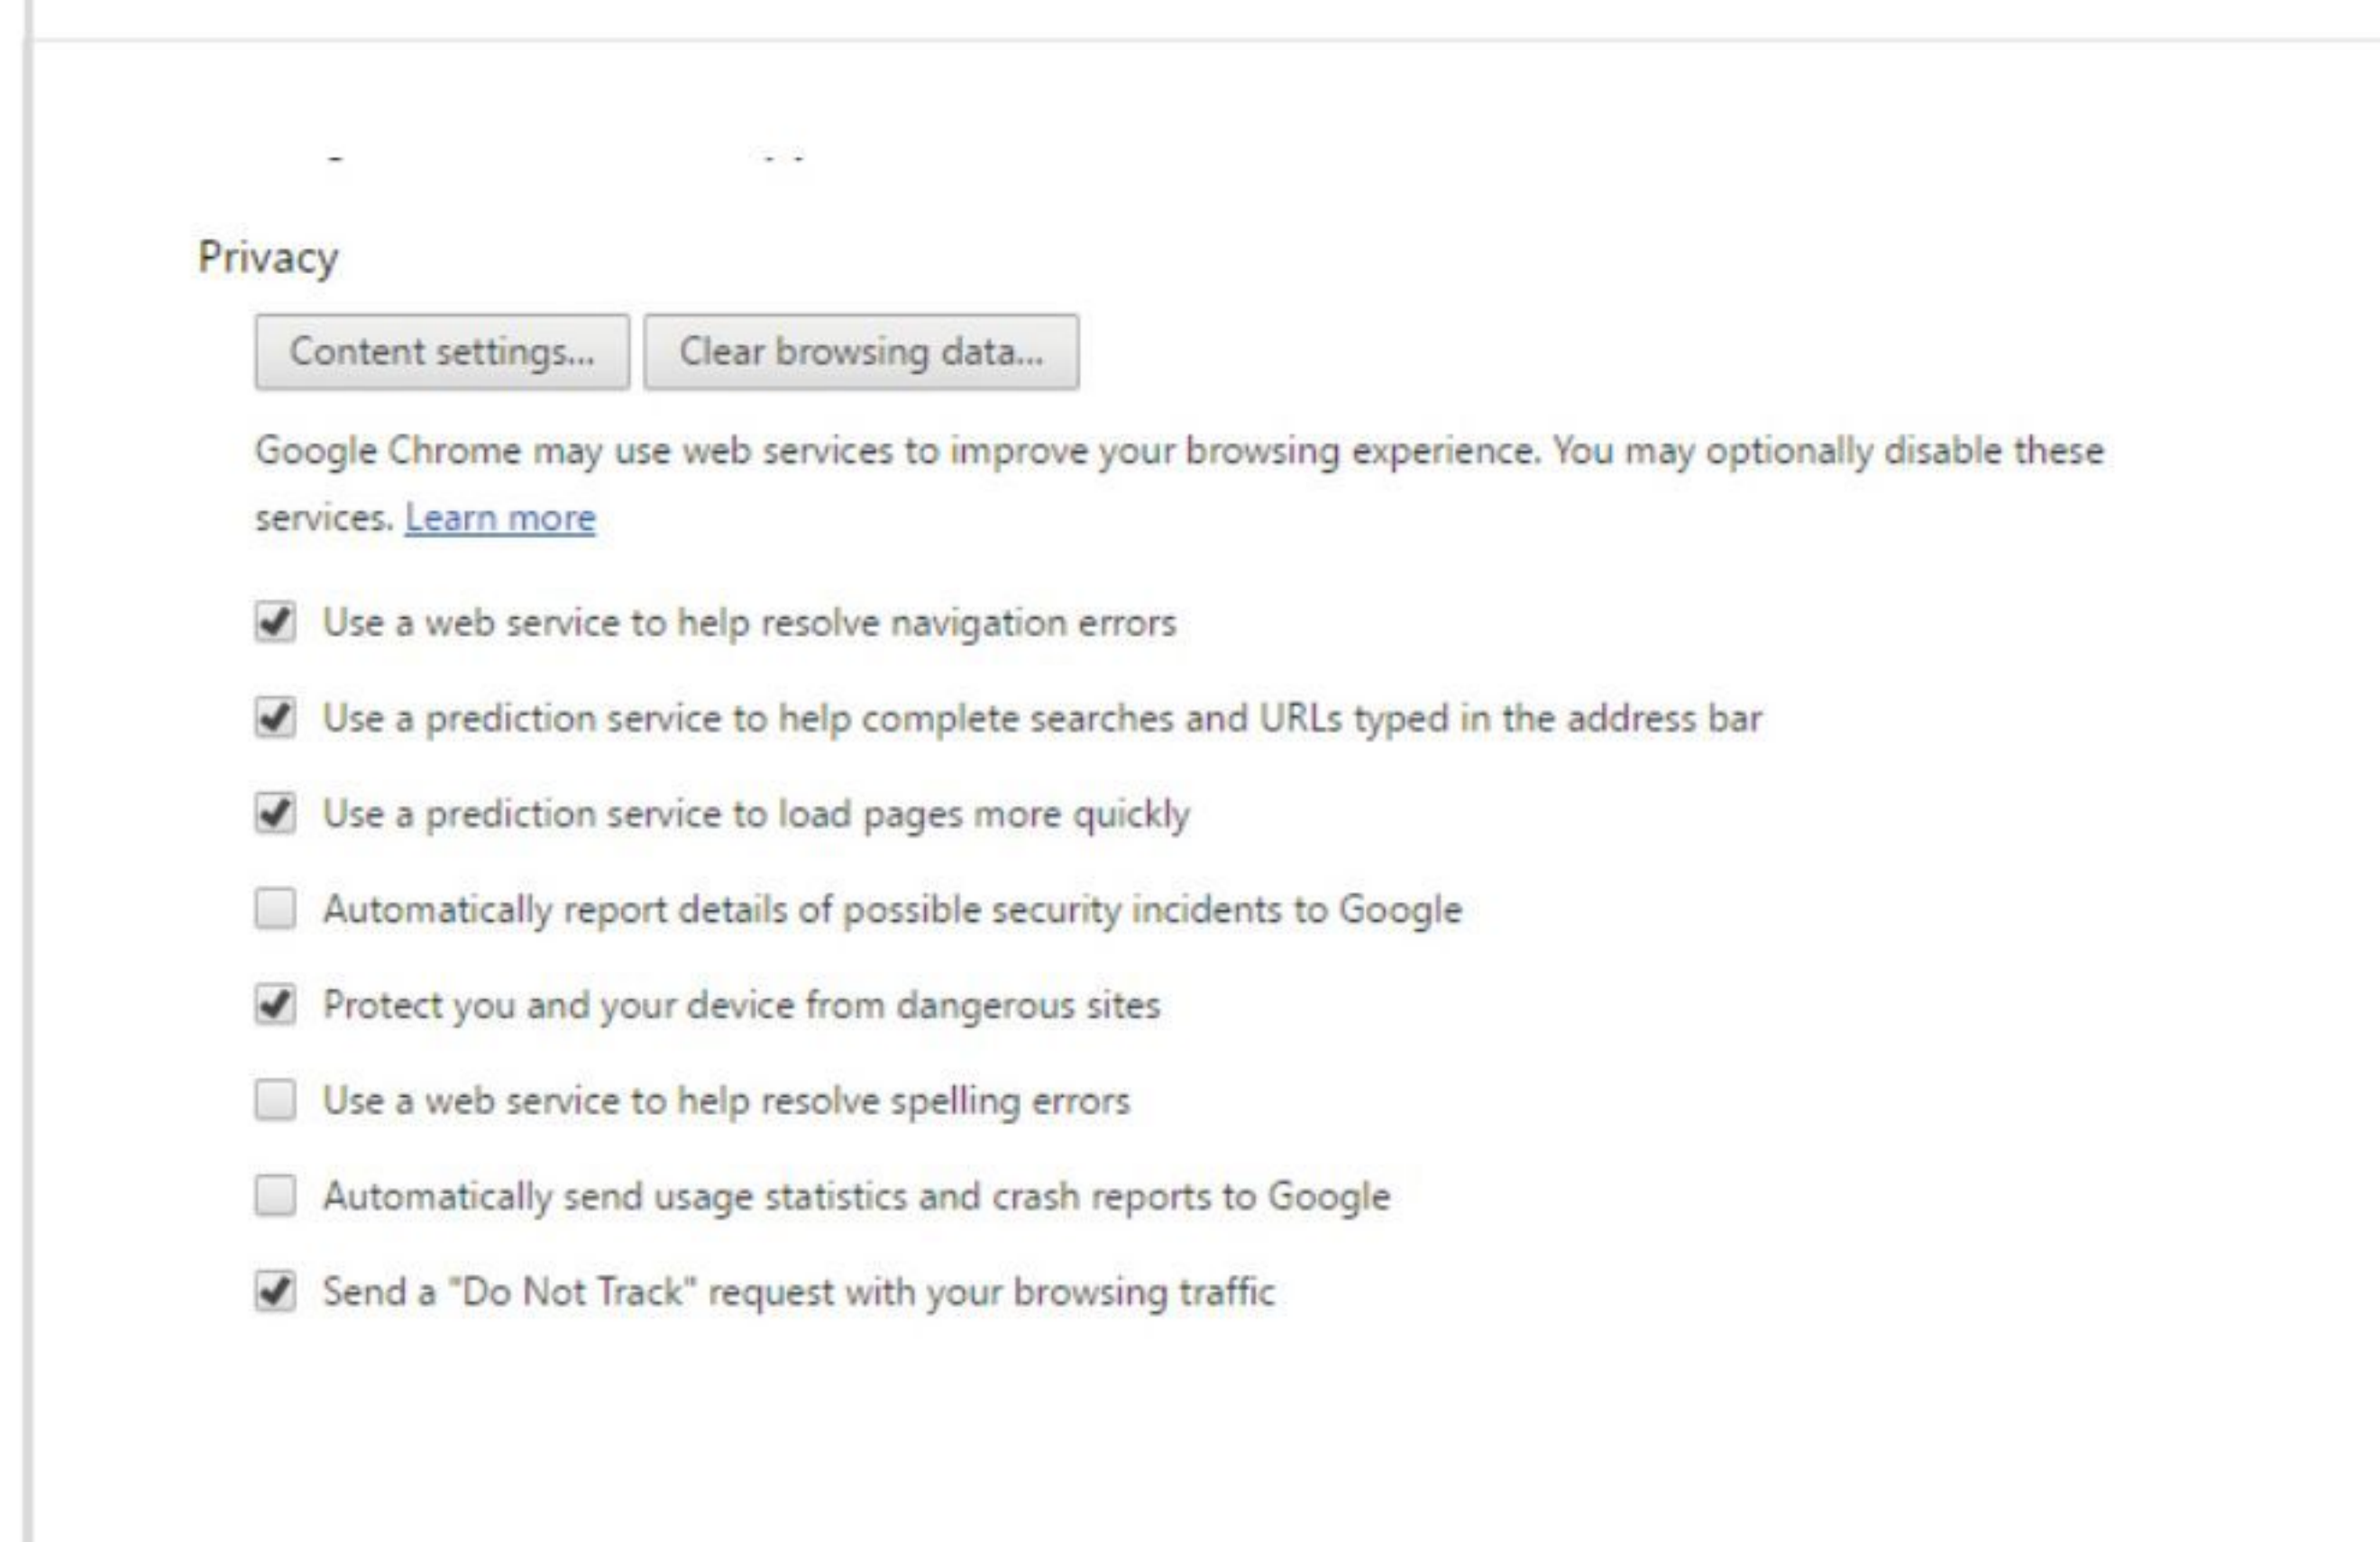 Privacy
Content settings... Clear browsing data...
Google Chrome may use web services to improve your browsing experience. You may optionally disable these
services. Learn more
Use a web service to help resolve navigation errors
Use a prediction service to help complete searches and URLs typed in the address bar
Use a prediction service to load pages more quickly
Automatically report details of possible security incidents to Google
Protect you and your device from dangerous sites
Use a web service to help resolve spelling errors
Automatically send usage statistics and crash reports to Google
Send a "Do Not Track" request with your browsing traffic